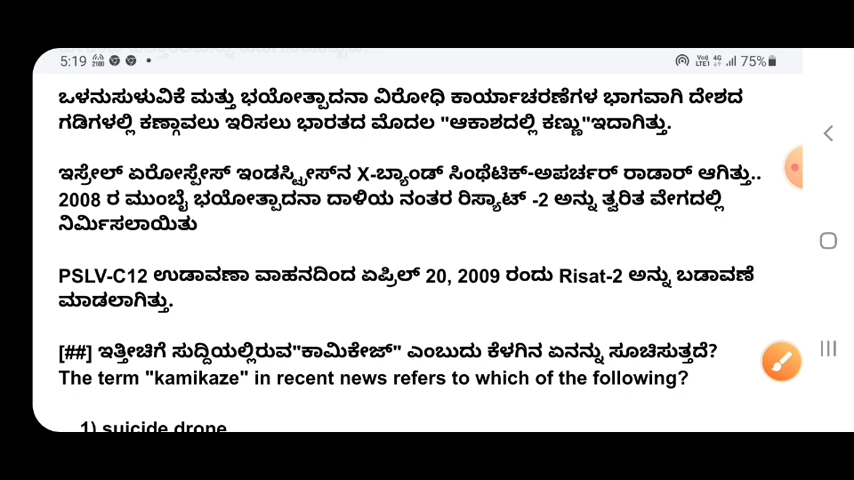 5:19
75%
ಒಳನುಸುಳುವಿಕೆ ಮತ್ತು ಭಯೋತ್ಪಾದನಾ ವಿರೋಧಿ ಕಾರ್ಯಾಚರಣೆಗಳ ಭಾಗವಾಗಿ ದೇಶದ
ಗಡಿಗಳಲ್ಲಿ ಕಣ್ಗಾವಲು ಇರಿಸಲು ಭಾರತದ ಮೊದಲ "ಆಕಾಶದಲ್ಲಿ ಕಣ್ಣು"ಇದಾಗಿತ್ತು.
ಇಸ್ರೇಲ್ ಏರೋಸ್ಪೇಸ್ ಇಂಡಸ್ಟ್ರೀಸ್‌ನ X-ಬ್ಯಾಂಡ್ ಸಿಂಥೆಟಿಕ್-ಅಪರ್ಚರ್ ರಾಡಾರ್ ಆಗಿತ್ತು..
2008 ರ ಮುಂಬೈ ಭಯೋತ್ಪಾದನಾ ದಾಳಿಯ ನಂತರ ರಿಸ್ಯಾಟ್ -2 ಅನ್ನು ತ್ವರಿತ ವೇಗದಲ್ಲಿ
ನಿರ್ಮಿಸಲಾಯಿತು
PSLV-C12 ಉಡಾವಣಾ ವಾಹನದಿಂದ ಏಪ್ರಿಲ್ 20, 2009 ರಂದು Risat-2 ಅನ್ನು ಬಡಾವಣೆ
ಮಾಡಲಾಗಿತ್ತು.
[##] ಇತ್ತೀಚಿಗೆ ಸುದ್ದಿಯಲ್ಲಿರುವ"ಕಾಮಿಕೇಜ್" ಎಂಬುದು ಕೆಳಗಿನ ಏನನ್ನು ಸೂಚಿಸುತ್ತದೆ?
The term "kamikaze" in recent news refers to which of the following?
1) suicide drone